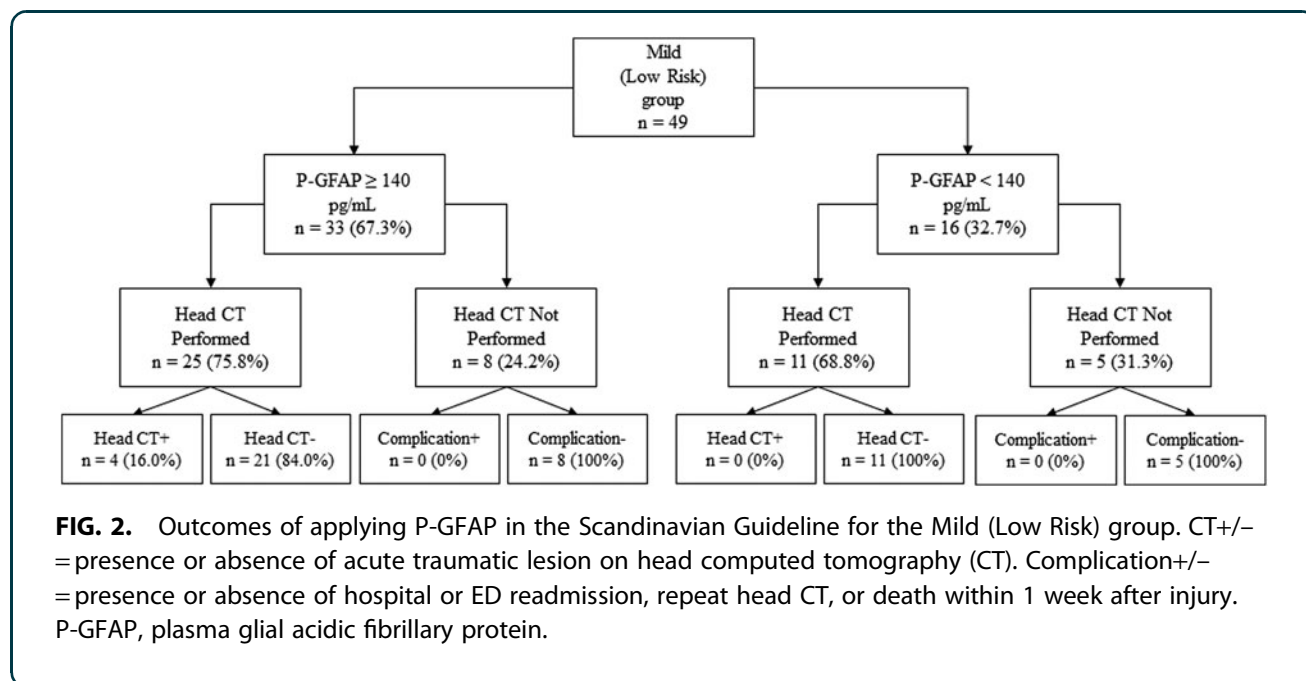 Mild
(Low Risk)
group
n = 49
P-GFAP ≥ 140
pg/mL
n = 33 (67.3%)
P-GFAP < 140
pg/mL
n = 16 (32.7%)
Head CT
Performed
n = 25 (75.8%)
Head CT Not
Performed
n = 8 (24.2%)
Head CT
Performed
n = 11 (68.8%)
Head CT Not
Performed
n = 5 (31.3%)
Head CT+
n = 4 (16.0%)
Head CT-
n = 21 (84.0%)
Complication+
n = 0 (0%)
Complication-
n = 8 (100%)
Head CT+
n = 0 (0%)
Head CT-
n = 11 (100%)
Complication+
n = 0 (0%)
Complication-
n = 5 (100%)
FIG. 2. Outcomes of applying P-GFAP in the Scandinavian Guideline for the Mild (Low Risk) group. CT+/–
=presence or absence of acute traumatic lesion on head computed tomography (CT). Complication+/–
=presence or absence of hospital or ED readmission, repeat head CT, or death within 1 week after injury.
P-GFAP, plasma glial acidic fibrillary protein.